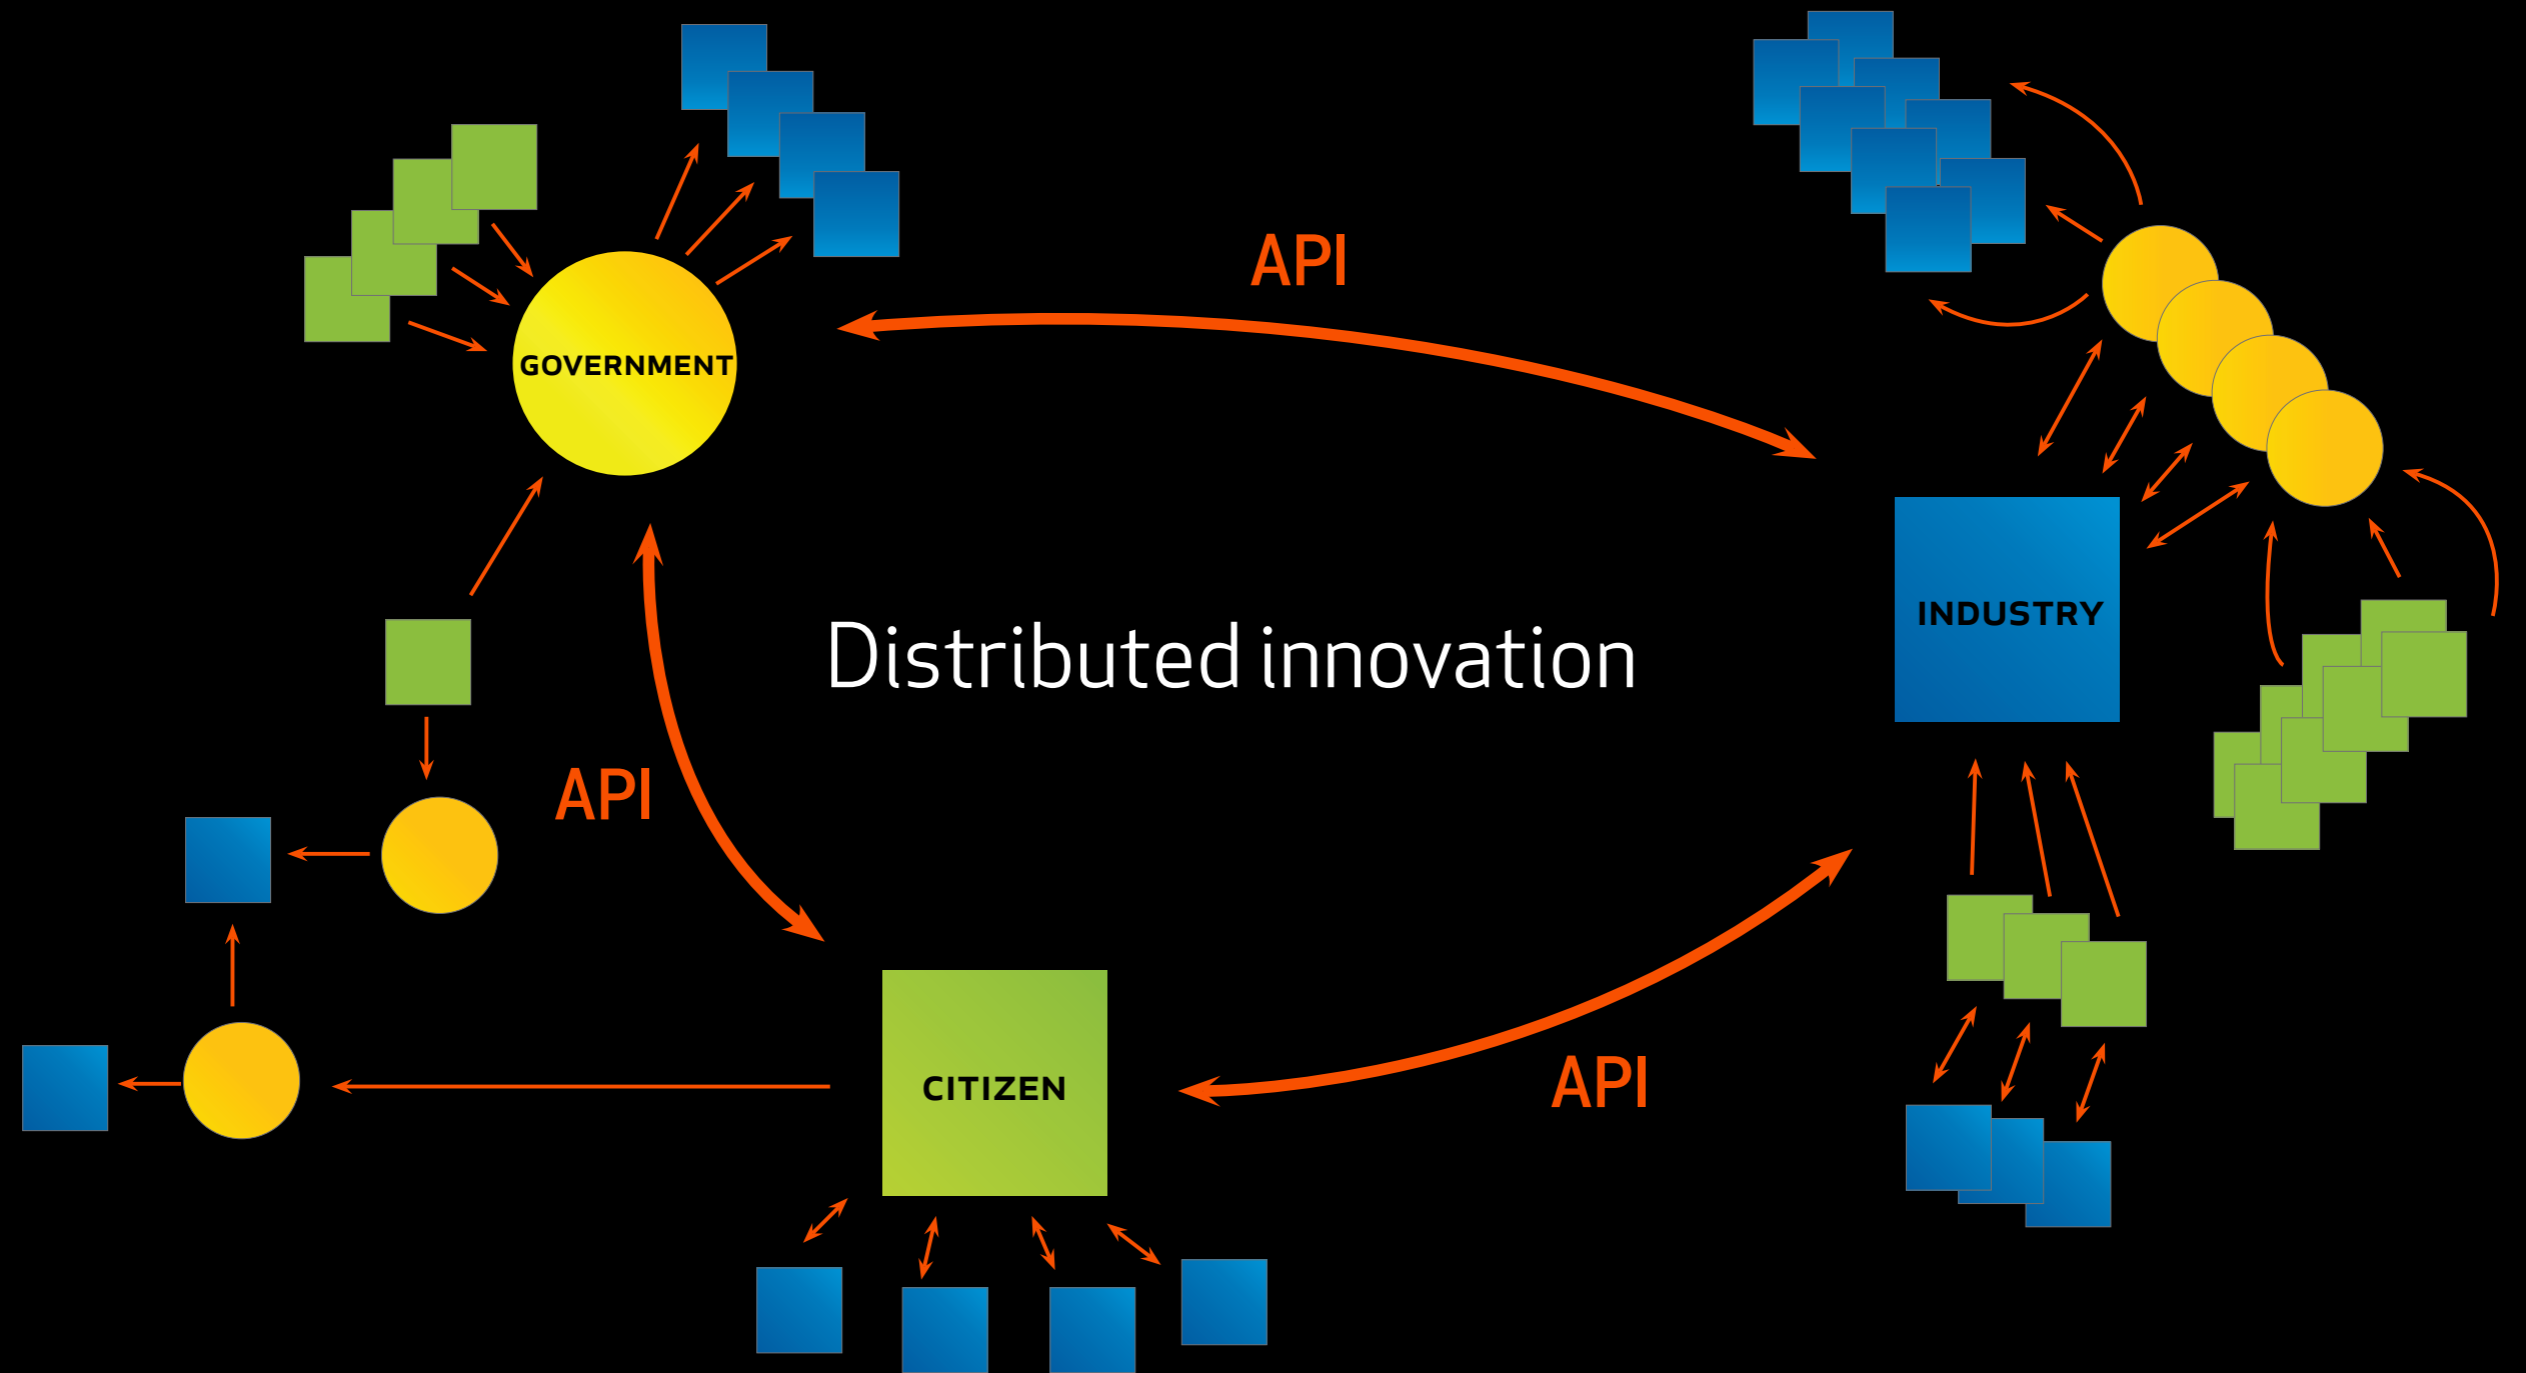 API
GOVERNMENT
INDUSTRY
Distributed innovation
API
API
CITIZEN